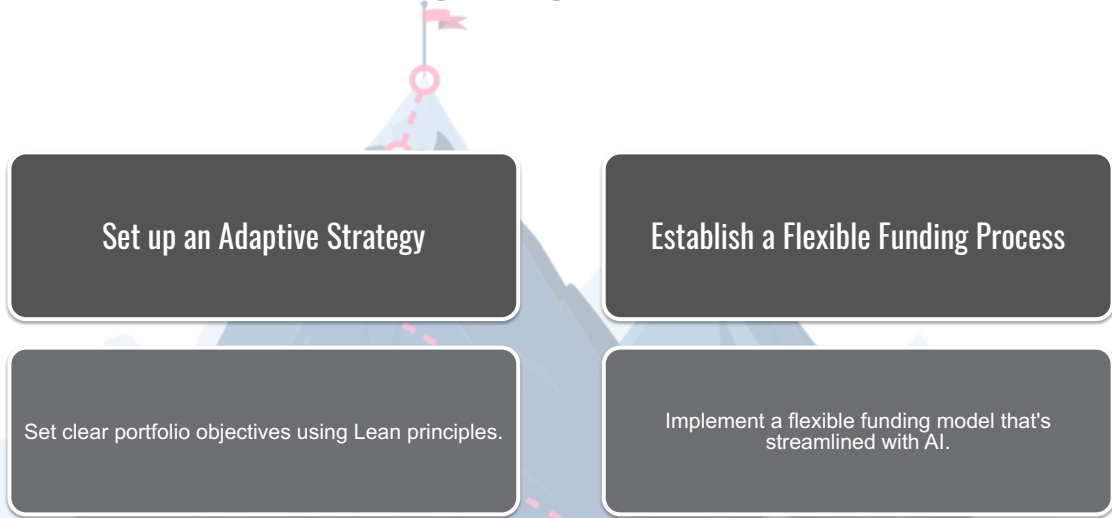 Set up an Adaptive Strategy
Establish a Flexible Funding Process
Set clear portfolio objectives using Lean principles.
Implement a flexible funding model that's
streamlined with AI.